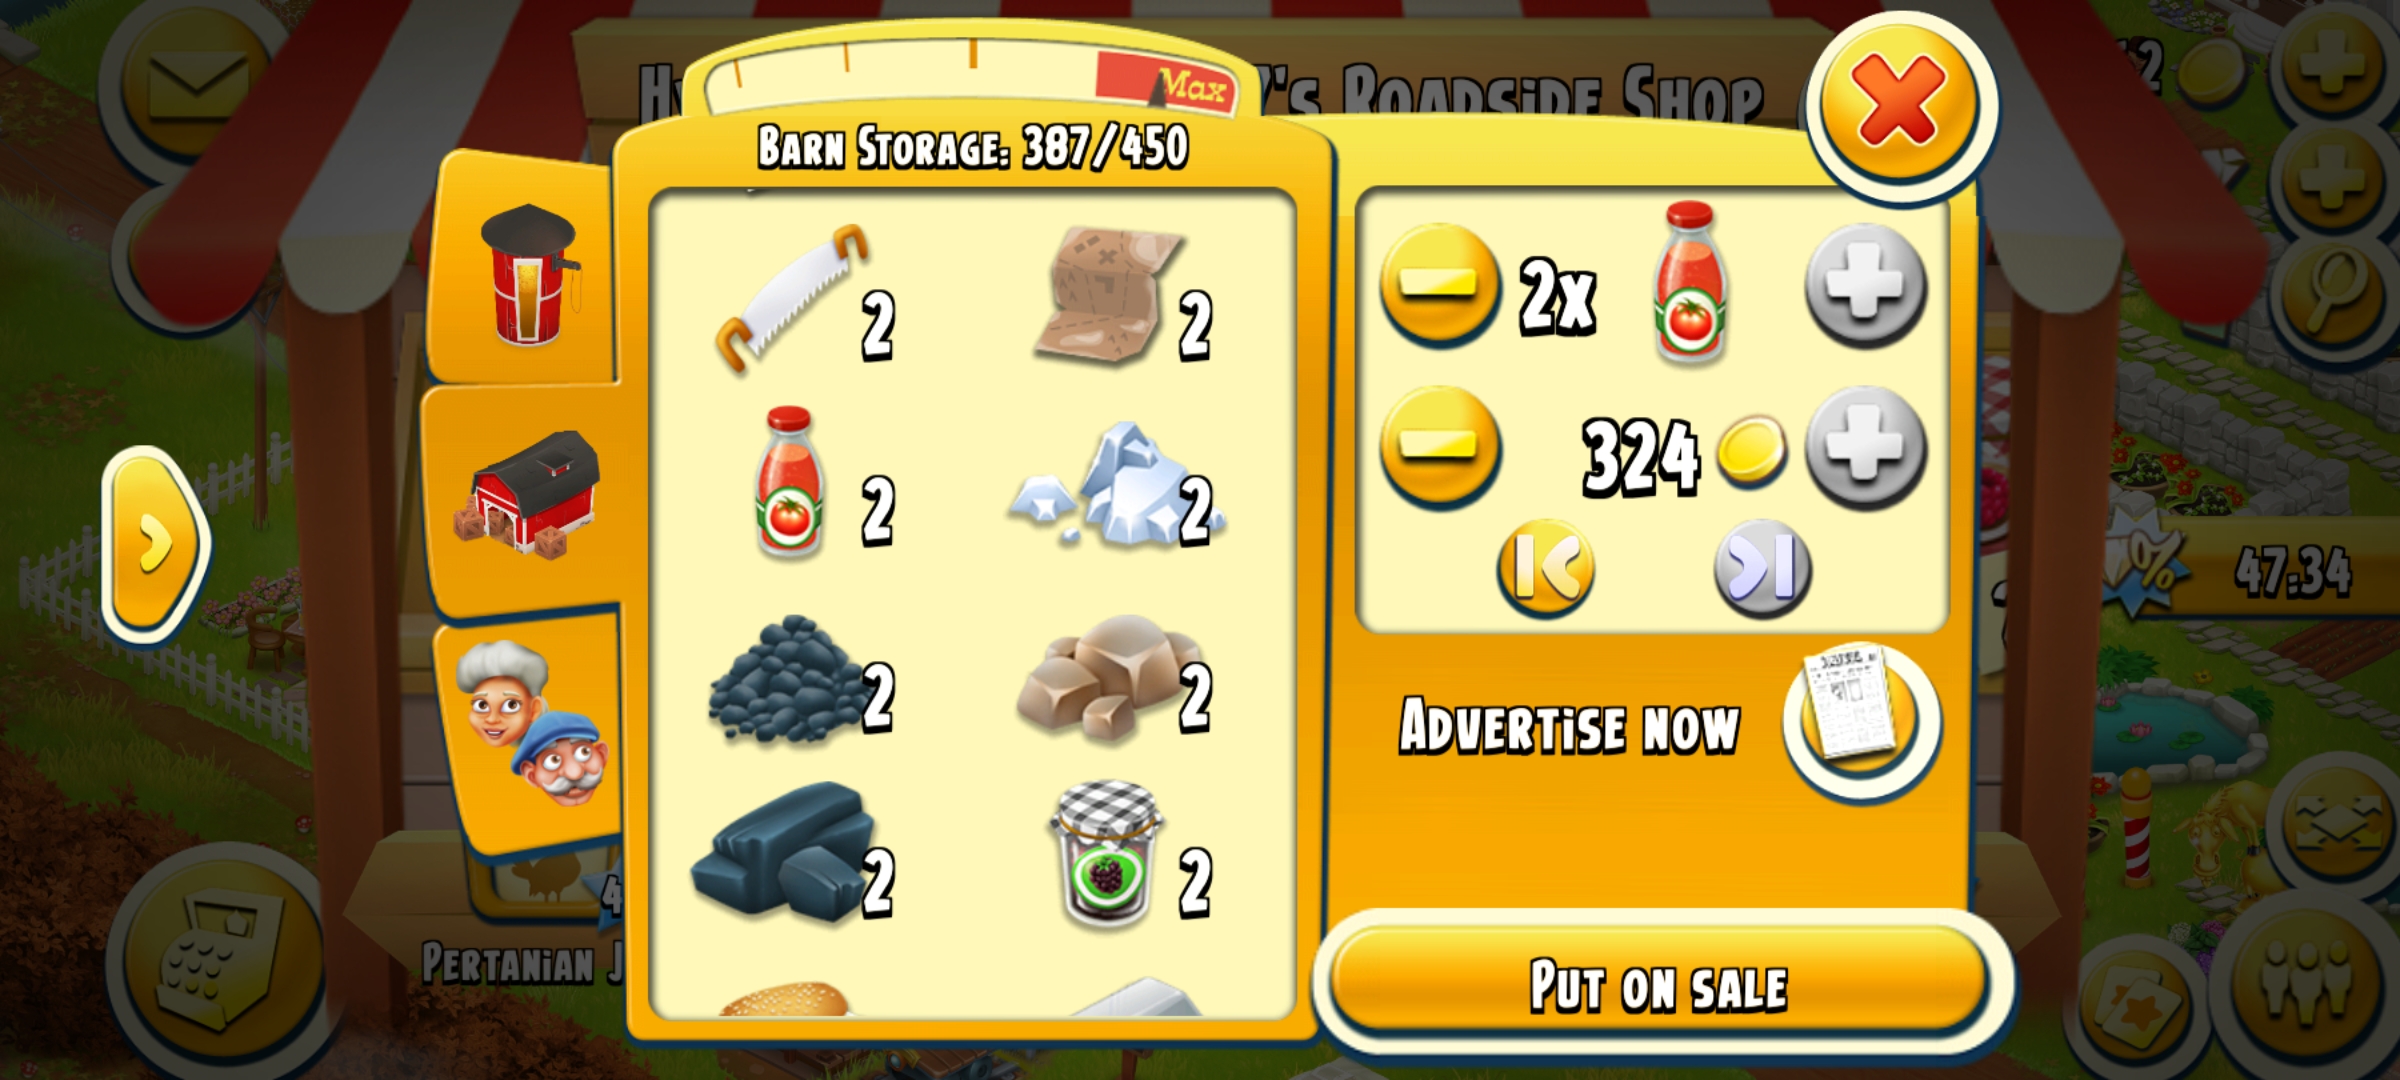 'S ROADSIDE SHOP
Max
BARN STORAGE: 387/450
2
2
2x
2
2
324
47:34
2
2
ADVERTISE NOW
2
2
PERTANIAN J
PUT ON SALE